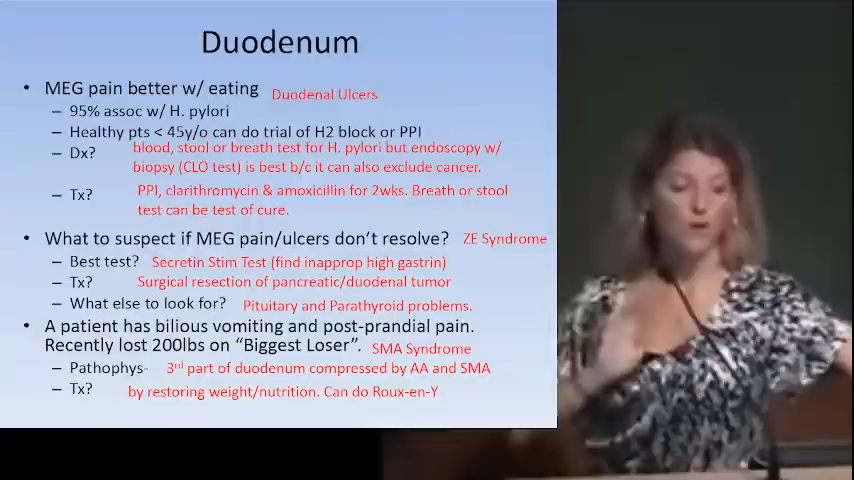 Duodenum
• MEG pain better w/ eating Duodenal Ulcers
– 95% assoc w/ H. pylori
– Healthy pts < 45y/o can do trial of H2 block or PPI
– Dx? blood, stool or breath test for H. pylori but endoscopy w/
biopsy (CLO test) is best b/c it can also exclude cancer.
– Tx? PPI, clarithromycin & amoxicillin for 2wks. Breath or stool
test can be test of cure.
• What to suspect if MEG pain/ulcers don't resolve? ZE Syndrome
– Best test? Secretin Stim Test (find inapprop high gastrin)
– Tx? Surgical resection of pancreatic/duodenal tumor
– What else to look for? Pituitary and Parathyroid problems.
• A patient has bilious vomiting and post-prandial pain.
Recently lost 200lbs on “Biggest Loser”. SMA Syndrome
– Pathophys- 3rd part of duodenum compressed by AA and SMA
– Tx? by restoring weight/nutrition. Can do Roux-en-Y